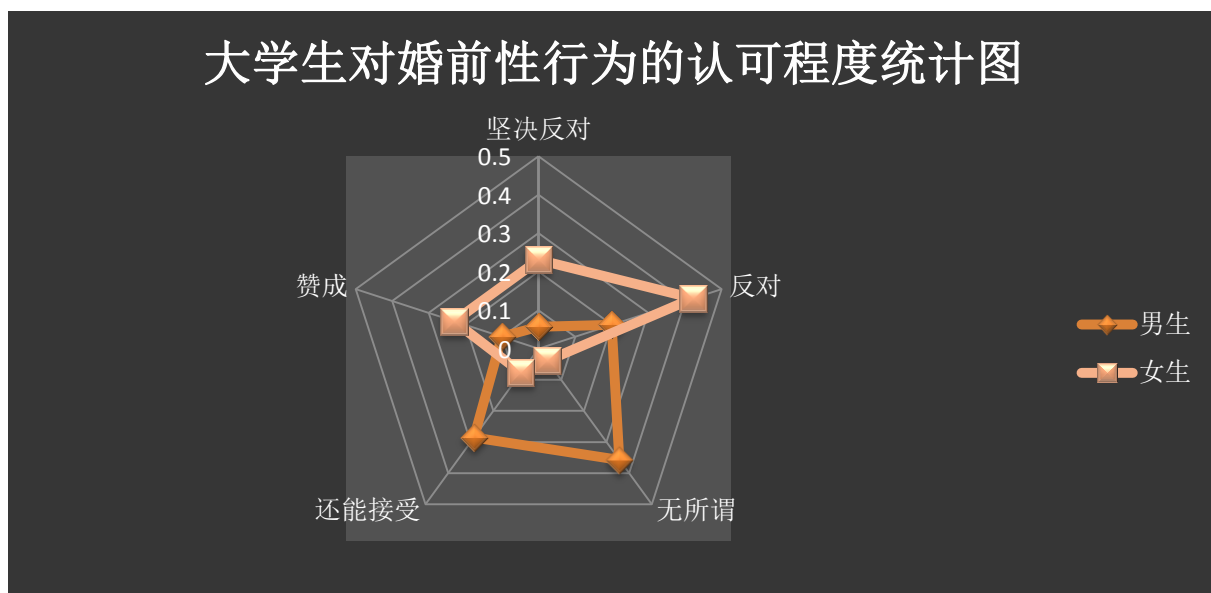 大学生对婚前性行为的认可程度统计图
坚决反对
0.5
0.4
0.3
0.2
0.1
0
赞成
反对
还能接受
无所谓
男生
女生